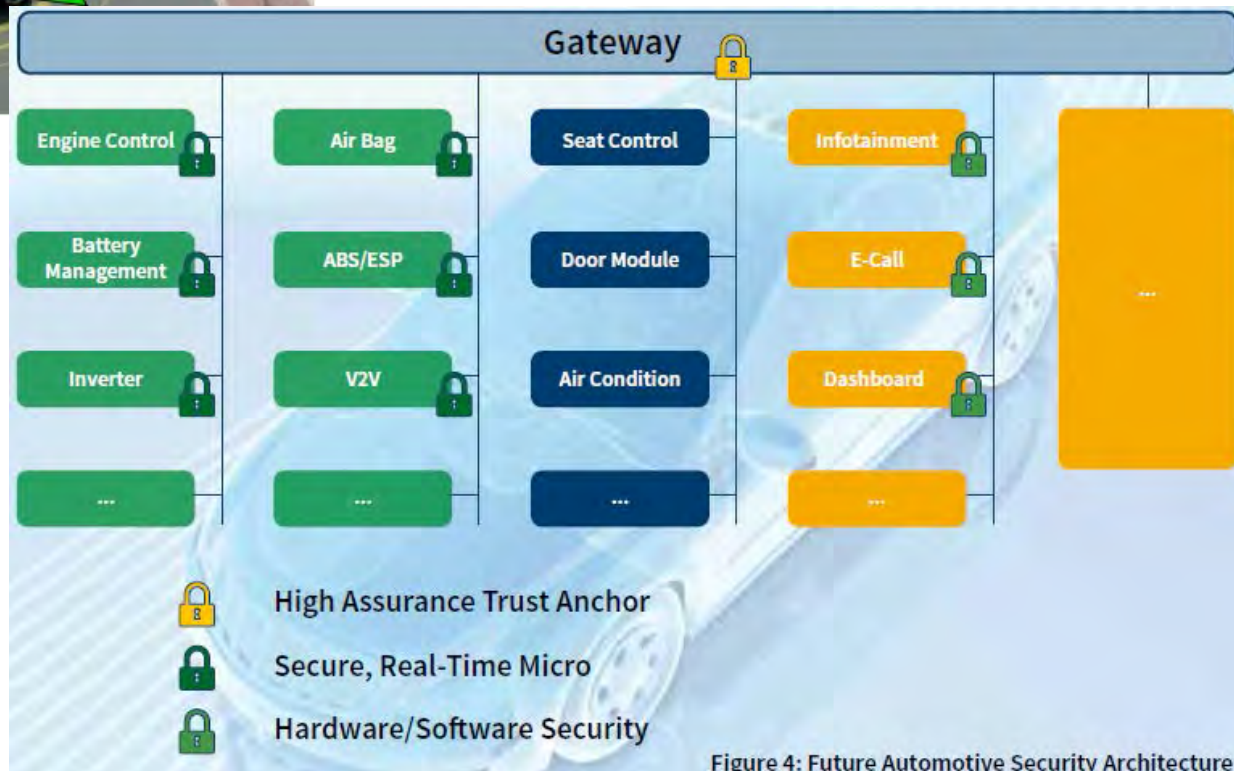 Gateway
Engine Control
Air Bag
Seat Control
Infotainment
Battery
Management
ABS/ESP
Door Module
E-Call
...
Inverter
V2V
Air Condition
Dashboard
...
...
...
...
High Assurance Trust Anchor
Secure, Real-Time Micro
Hardware/Software Security
Figure 4: Future Automotive Security Architecture